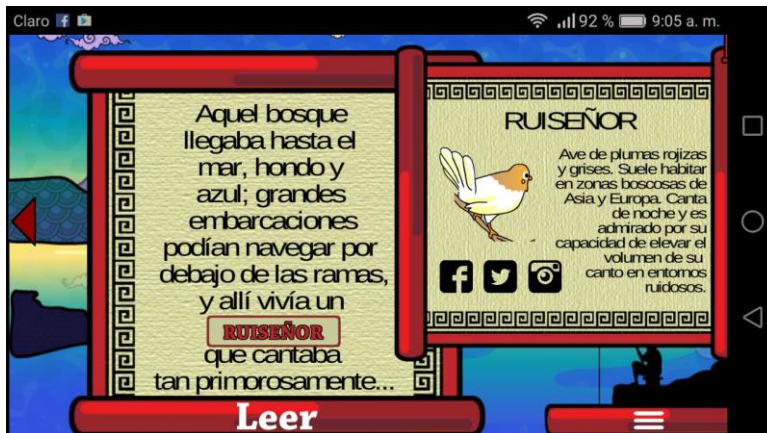 Claro 92 % 9:05 a. m.
Aquel bosque
llegaba hasta el
mar, hondo y
azul; grandes
embarcaciones
podían navegar por
debajo de las ramas,
y allí vivía un
RUISEÑOR
que cantaba
tan primorosamente...
Leer
RUISEÑOR
Ave de plumas rojizas
y grises. Suele habitar
en zonas boscosas de
Asia y Europa. Canta
de noche y es
admirado por su
capacidad de elevar el
volumen de su
canto en entornos
ruidosos.